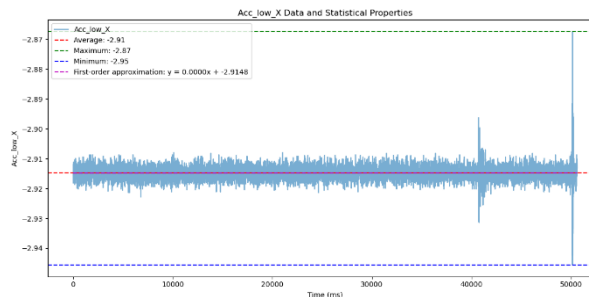 Acc_low_X Data and Statistical Properties
Acc_low_X
Average: -2.91
Maximum: -2.87
Minimum: -2.95
First-order approximation: y = 0.0000x + -2.9148
−2.87
−2.88
−2.89
−2.90
−2.91
−2.92
−2.93
−2.94
Acc_low_X
0
10000
20000
30000
40000
50000
Time (ms)